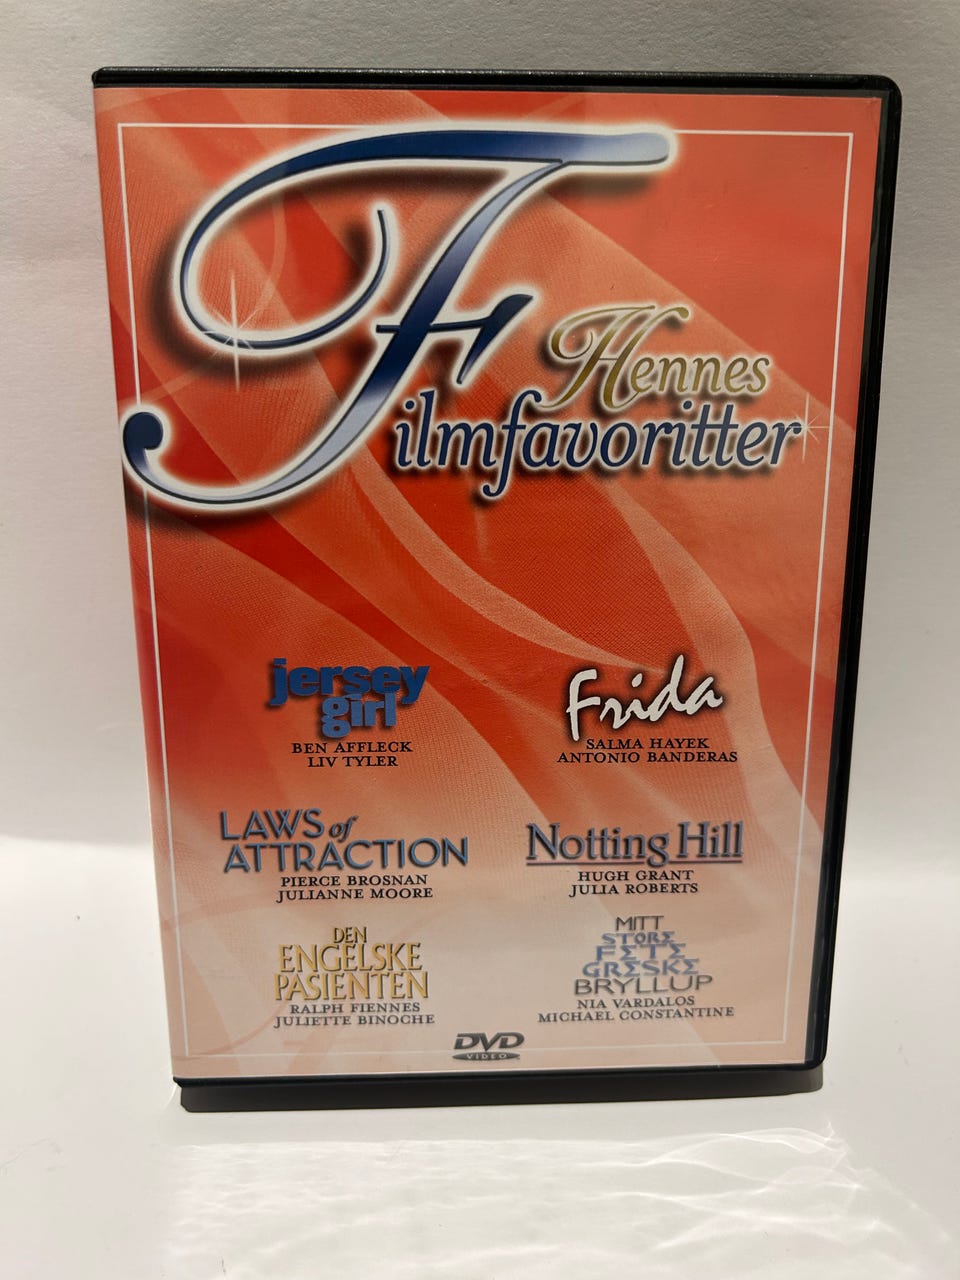 Hennes
Filmfavoritter
jersey
girl
BEN AFFLECK
LIV TYLER
Frida
SALMA HAYEK
ANTONIO BANDERAS
LAWS of
ATTRACTION
PIERCE BROSNAN
JULIANNE MOORE
Notting Hill
HUGH GRANT
JULIA ROBERTS
DEN
ENGELSKE
PASIENTEN
RALPH FIENNES
JULIETTE BINOCHE
MITT
STORE
FETE
GRESKE
BRYLLUP
NIA VARDALOS
MICHAEL CONSTANTINE
DVD
VIDEO